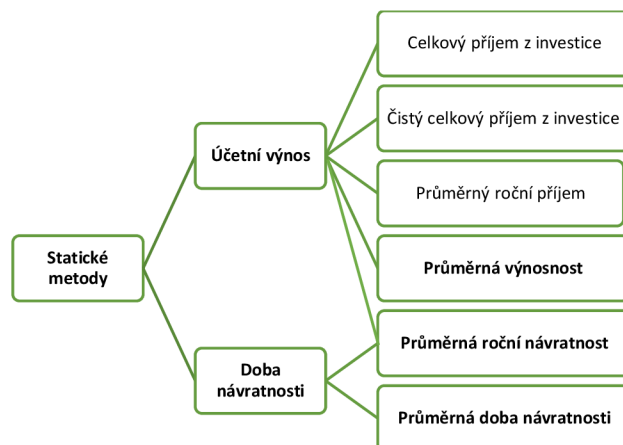 Celkový příjem z investice
Čistý celkový příjem z investice
Účetní výnos
Průměrný roční příjem
Statické
metody
Průměrná výnosnost
Průměrná roční návratnost
Doba
návratnosti
Průměrná doba návratnosti